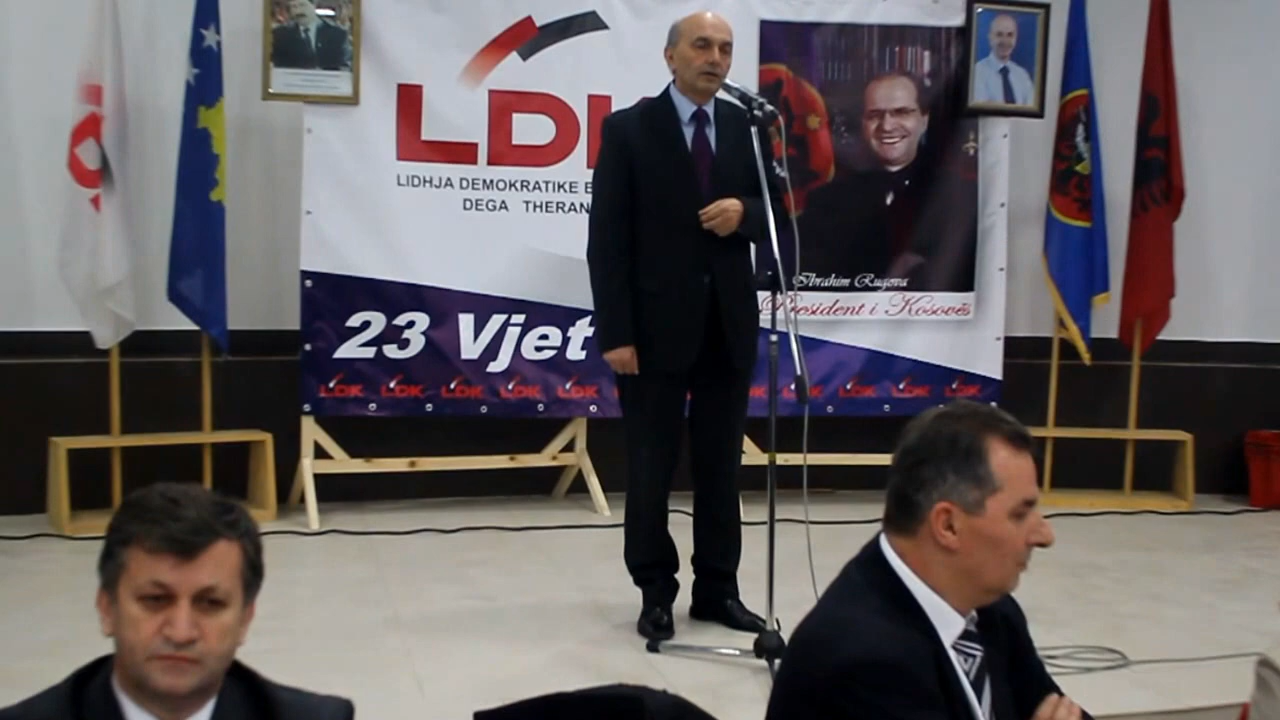 LDK
LIDHJA DEMOKRATIKE E
DEGA THERAN
Ibrahim Rugova
President i Kosovës
23 Vjet
LDK LDK LDK LDK LDK LDK LDK LDK LDK